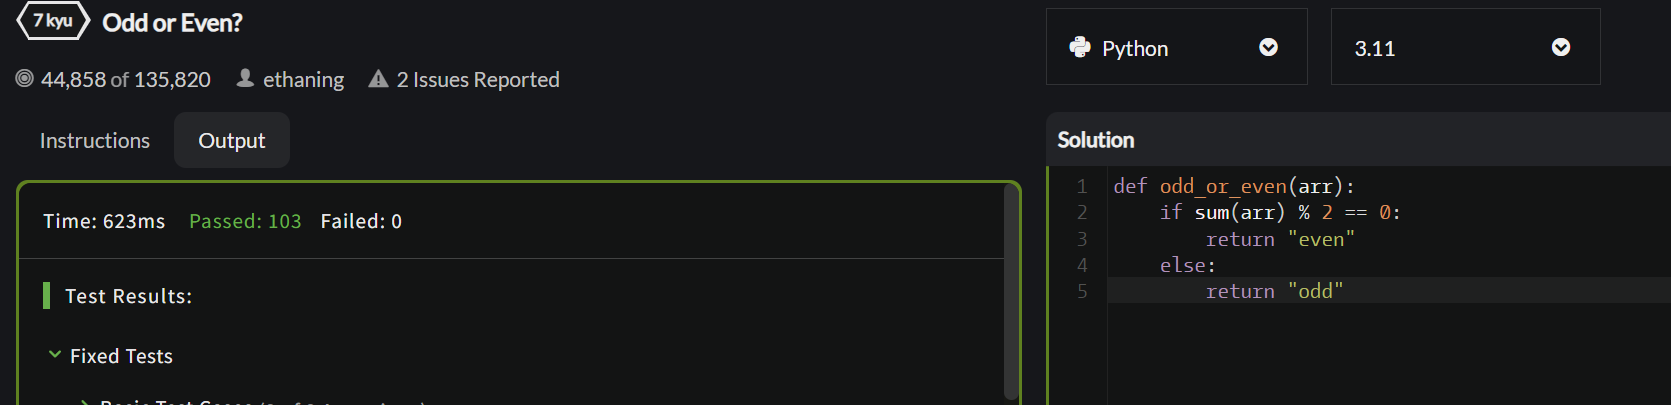 7 kyu Odd or Even?
44,858 of 135,820 ethaning 2 Issues Reported
Python 3.11
Instructions Output
Time: 623ms Passed: 103 Failed: 0
Test Results:
Fixed Tests
Solution
1 def odd_or_even(arr):
2 if sum(arr) % 2 == 0:
3 return "even"
4 else:
5 return "odd"